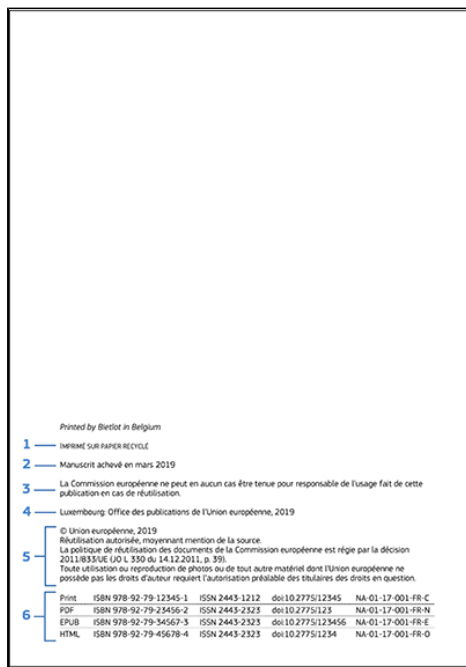 Printed by Bietlot in Belgium
1 IMPRIMÉ SUR PAPIER RECYCLÉ
2 Manuscrit achevé en mars 2019
3 La Commission européenne ne peut en aucun cas être tenue pour responsable de l'usage fait de cette
publication en cas de réutilisation.
4 Luxembourg: Office des publications de l'Union européenne, 2019
© Union européenne, 2019
Réutilisation autorisée, moyennant mention de la source.
La politique de réutilisation des documents de la Commission européenne est régie par la décision
5 2011/833/UE (JO L 330 du 14.12.2011, p. 39).
Toute utilisation ou reproduction de photos ou de tout autre matériel dont l'Union européenne ne
possède pas les droits d'auteur requiert l'autorisation préalable des titulaires des droits en question.
Print ISBN 978-92-79-12345-1 ISSN 2443-1212 doi:10.2775/12345 NA-01-17-001-FR-C
6 PDF ISBN 978-92-79-23456-2 ISSN 2443-2323 doi:10.2775/123 NA-01-17-001-FR-N
EPUB ISBN 978-92-79-34567-3 ISSN 2443-2323 doi:10.2775/123456 NA-01-17-001-FR-E
HTML ISBN 978-92-79-45678-4 ISSN 2443-2323 doi:10.2775/1234 NA-01-17-001-FR-O